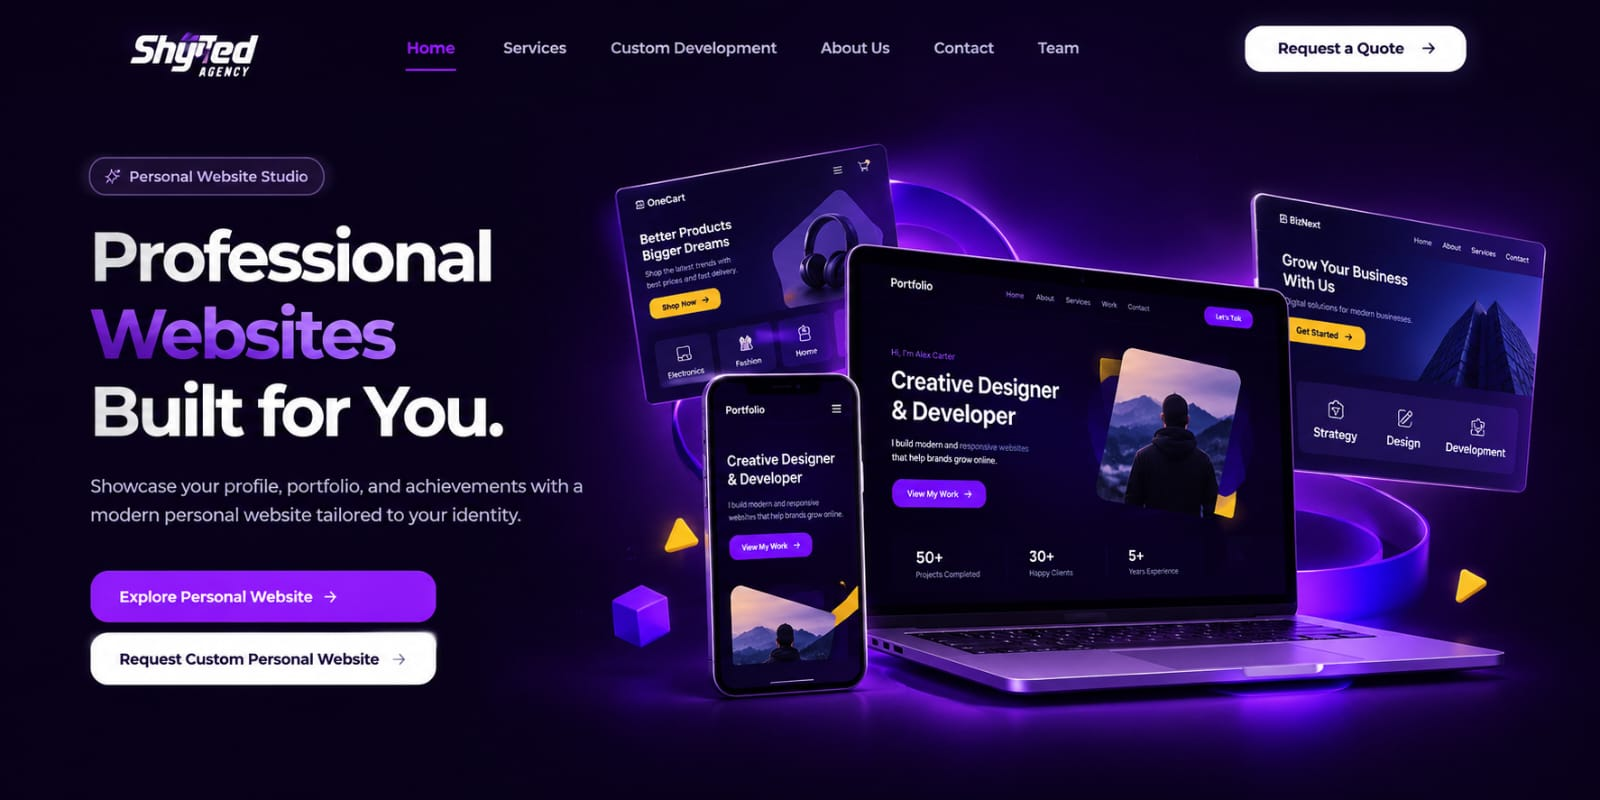 ShyTed
AGENCY
Home
Services
Custom Development
About Us
Contact
Team
Request a Quote →
Personal Website Studio
Professional
Websites
Built for You.
Showcase your profile, portfolio, and achievements with a
modern personal website tailored to your identity.
Explore Personal Website →
Request Custom Personal Website →
OneCart
Better Products
Bigger Dreams
Shop the latest trends with
best prices and fast delivery.
Shop Now →
Electronics
Fashion
Home
Portfolio
Creative Designer
& Developer
I build modern and responsive
websites that help brands grow online.
View My Work →
Portfolio
Home
About
Services
Work
Contact
Let's Talk
Hi, I'm Alex Carter
Creative Designer
& Developer
I build modern and responsive websites
that help brands grow online.
View My Work →
50+
Projects Completed
30+
Happy Clients
5+
Years Experience
BizNext
Home
About
Services
Contact
Grow Your Business
With Us
Digital solutions for modern businesses.
Get Started →
Strategy
Design
Development